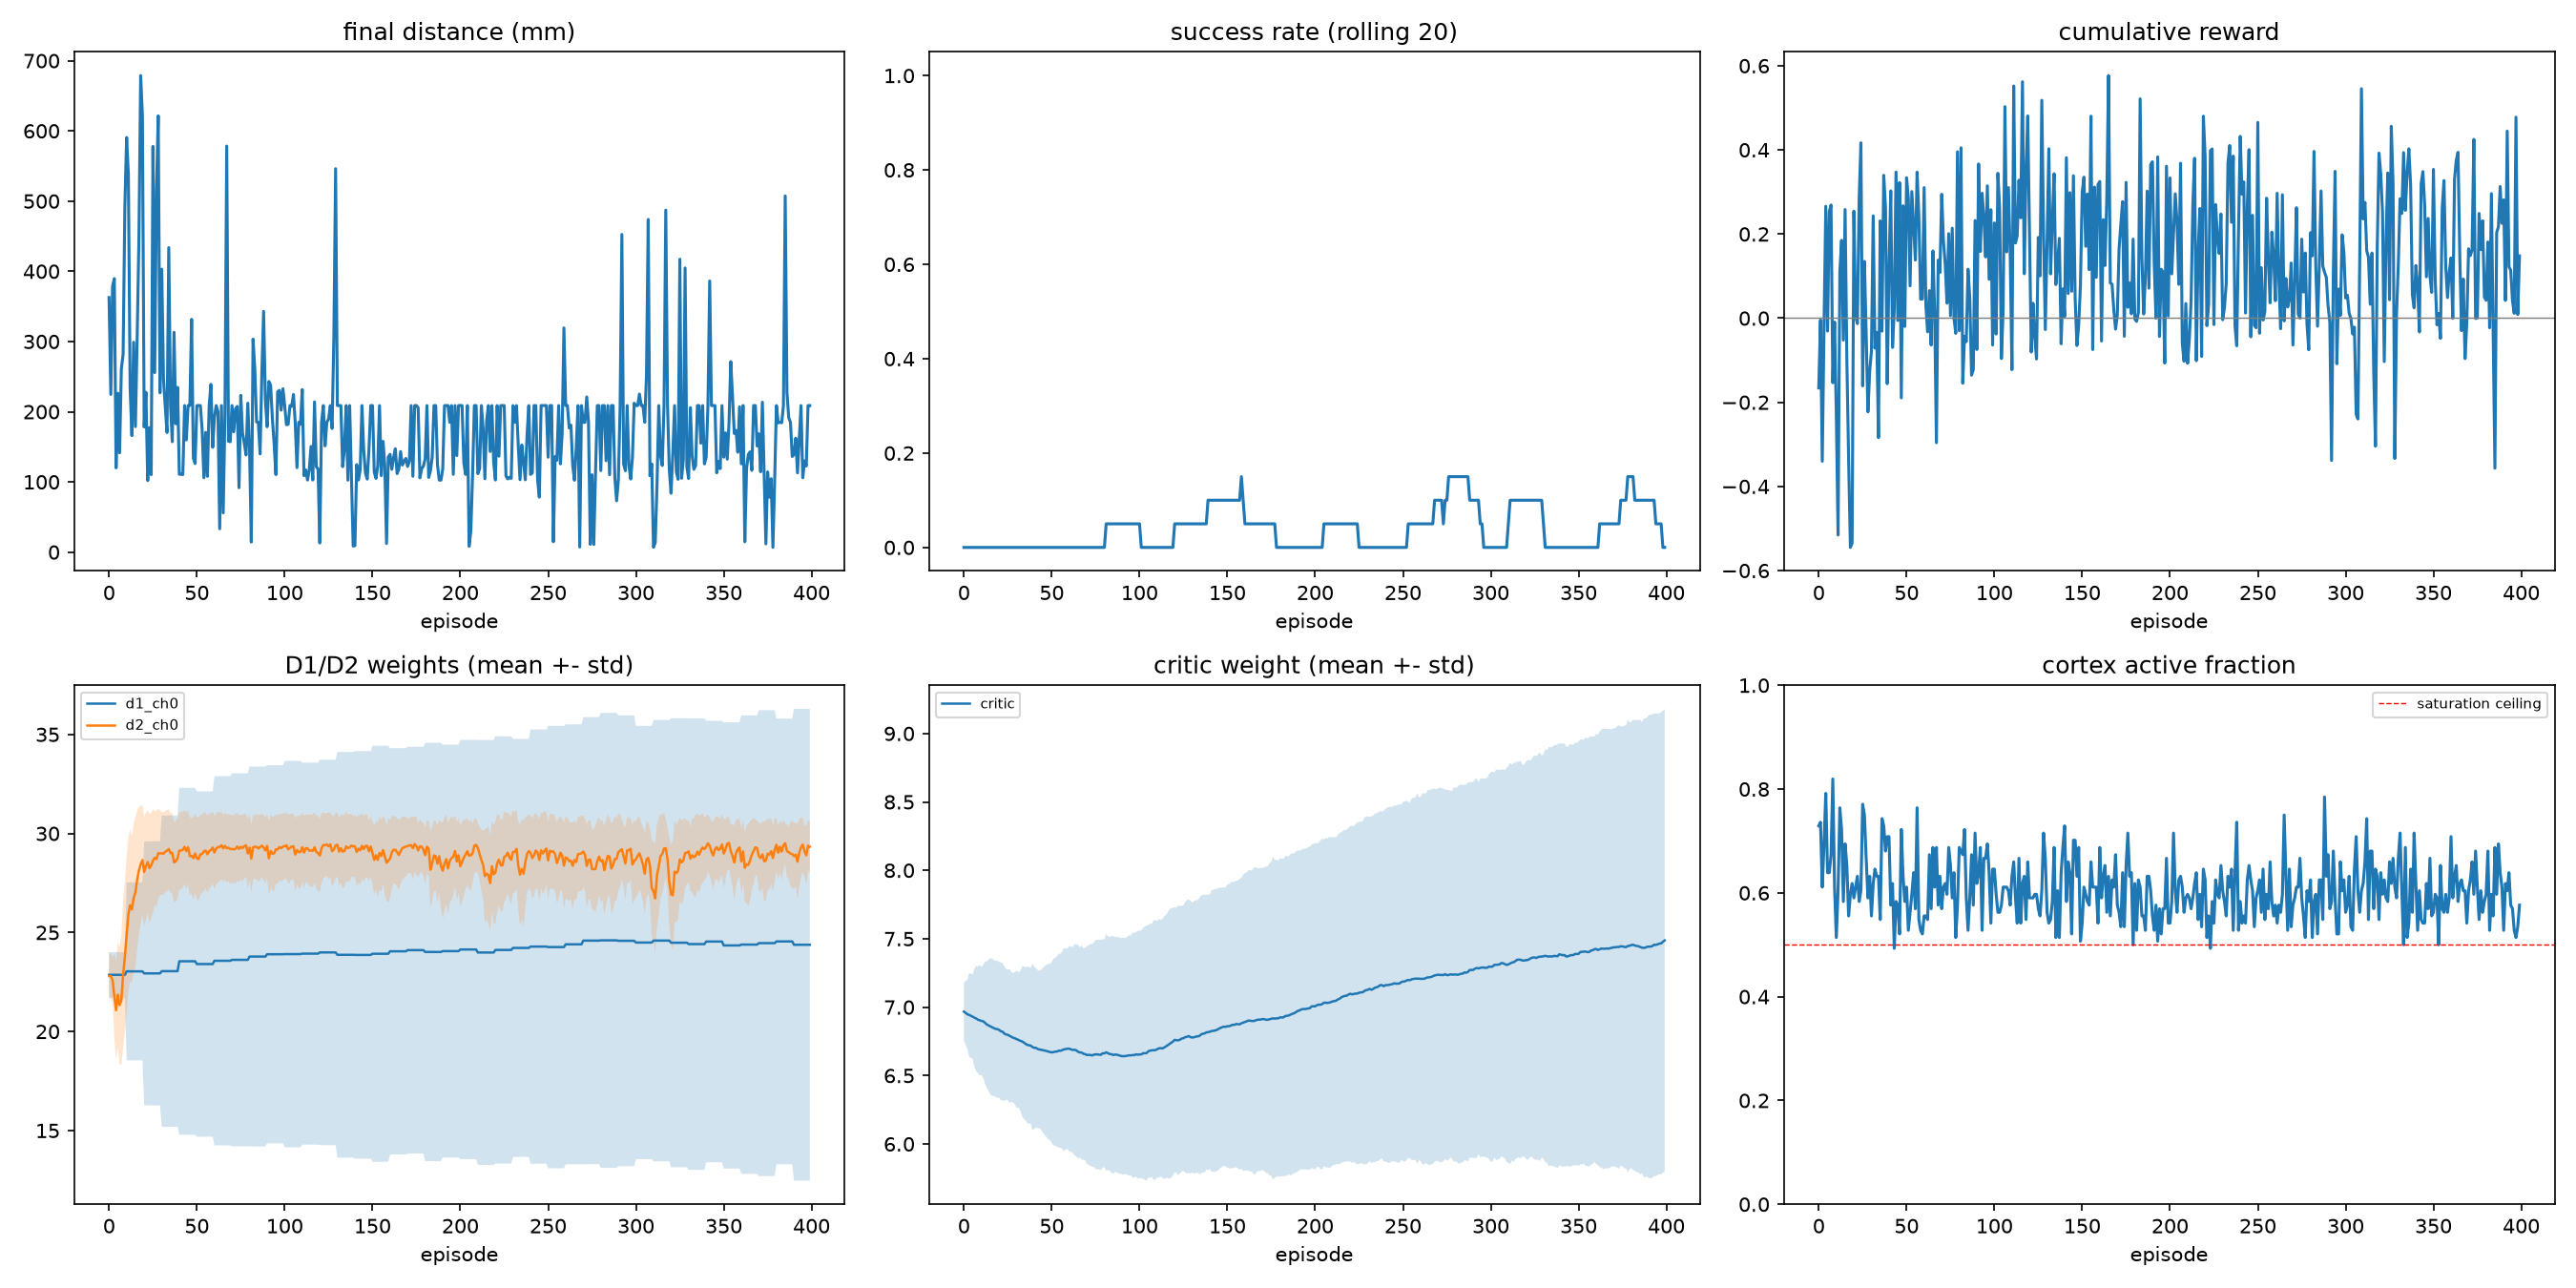 final distance (mm)
700
600
500
400
300
200
100
0
0 50 100 150 200 250 300 350 400
episode
success rate (rolling 20)
1.0
0.8
0.6
0.4
0.2
0.0
0 50 100 150 200 250 300 350 400
episode
cumulative reward
0.6
0.4
0.2
0.0
−0.2
−0.4
−0.6
0 50 100 150 200 250 300 350 400
episode
D1/D2 weights (mean +- std)
d1_ch0
d2_ch0
35
30
25
20
15
0 50 100 150 200 250 300 350 400
episode
critic weight (mean +- std)
critic
9.0
8.5
8.0
7.5
7.0
6.5
6.0
0 50 100 150 200 250 300 350 400
episode
cortex active fraction
saturation ceiling
1.0
0.8
0.6
0.4
0.2
0.0
0 50 100 150 200 250 300 350 400
episode